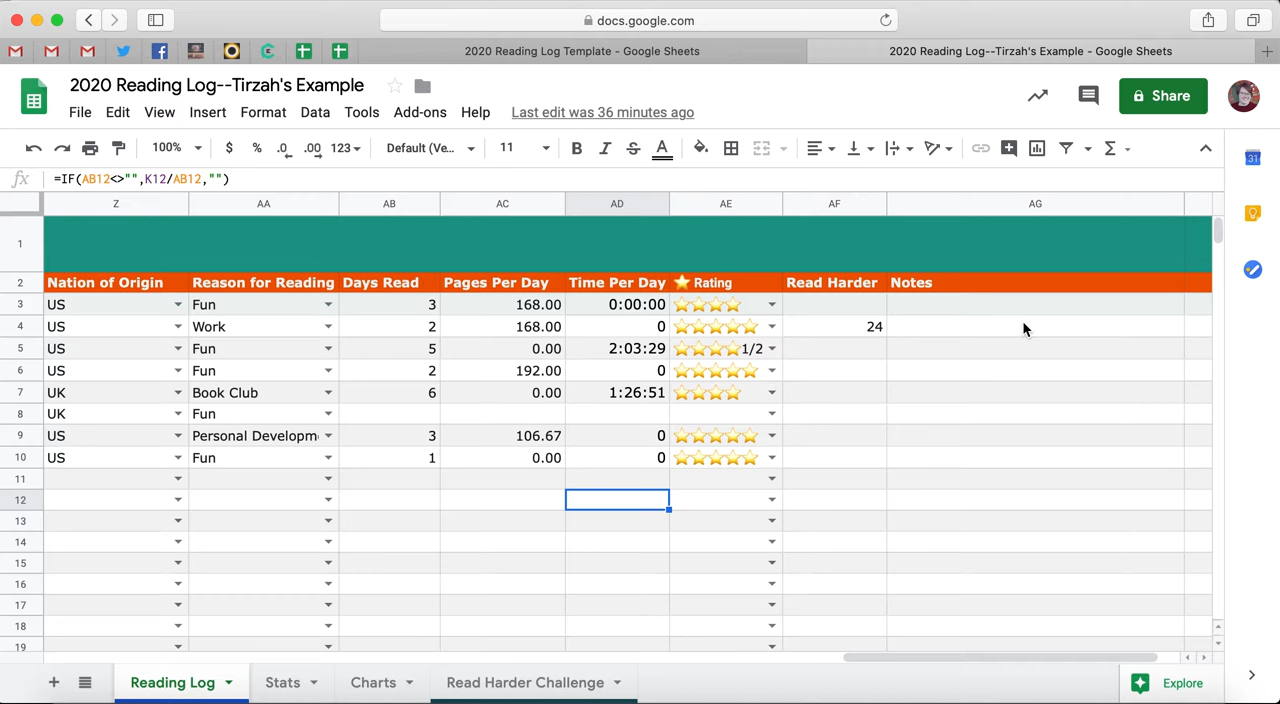 docs.google.com
2020 Reading Log Template - Google Sheets
2020 Reading Log--Tirzah's Example - Google Sheets
2020 Reading Log--Tirzah's Example
Share
File Edit View Insert Format Data Tools Add-ons Help Last edit was 36 minutes ago
100% $ % .0 .00 123 Default (Ve... 11 B I S A Σ
31
fx =IF(AB12<>"",K12/AB12,"")
Z AA AB AC AD AE AF AG
1
2 Nation of Origin Reason for Reading Days Read Pages Per Day Time Per Day ⭐ Rating Read Harder Notes
3 US Fun 3 168.00 0:00:00 ⭐⭐⭐⭐
4 US Work 2 168.00 0 ⭐⭐⭐⭐⭐ 24
5 US Fun 5 0.00 2:03:29 ⭐⭐⭐⭐1/2
6 US Fun 2 192.00 0 ⭐⭐⭐⭐⭐
7 UK Book Club 6 0.00 1:26:51 ⭐⭐⭐⭐
8 UK Fun
9 US Personal Developm 3 106.67 0 ⭐⭐⭐⭐⭐
10 US Fun 1 0.00 0 ⭐⭐⭐⭐⭐
11
12
13
14
15
16
17
18
19
Reading Log Stats Charts Read Harder Challenge Explore